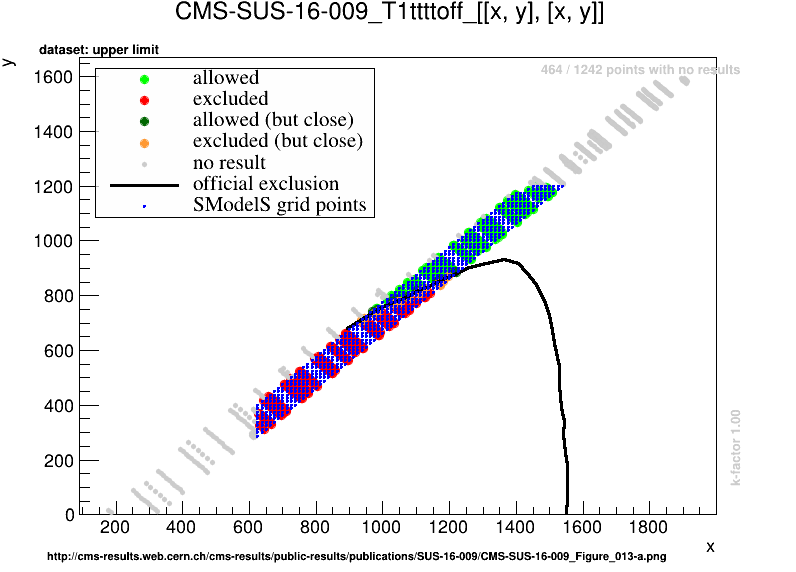 CMS-SUS-16-009_T1ttttoff_[[x, y], [x, y]]
dataset: upper limit
y
464 / 1242 points with no results
allowed
excluded
allowed (but close)
excluded (but close)
no result
official exclusion
SModelS grid points
1600
1400
1200
1000
800
600
400
200
0
k-factor 1.00
200 400 600 800 1000 1200 1400 1600 1800
x
http://cms-results.web.cern.ch/cms-results/public-results/publications/SUS-16-009/CMS-SUS-16-009_Figure_013-a.png